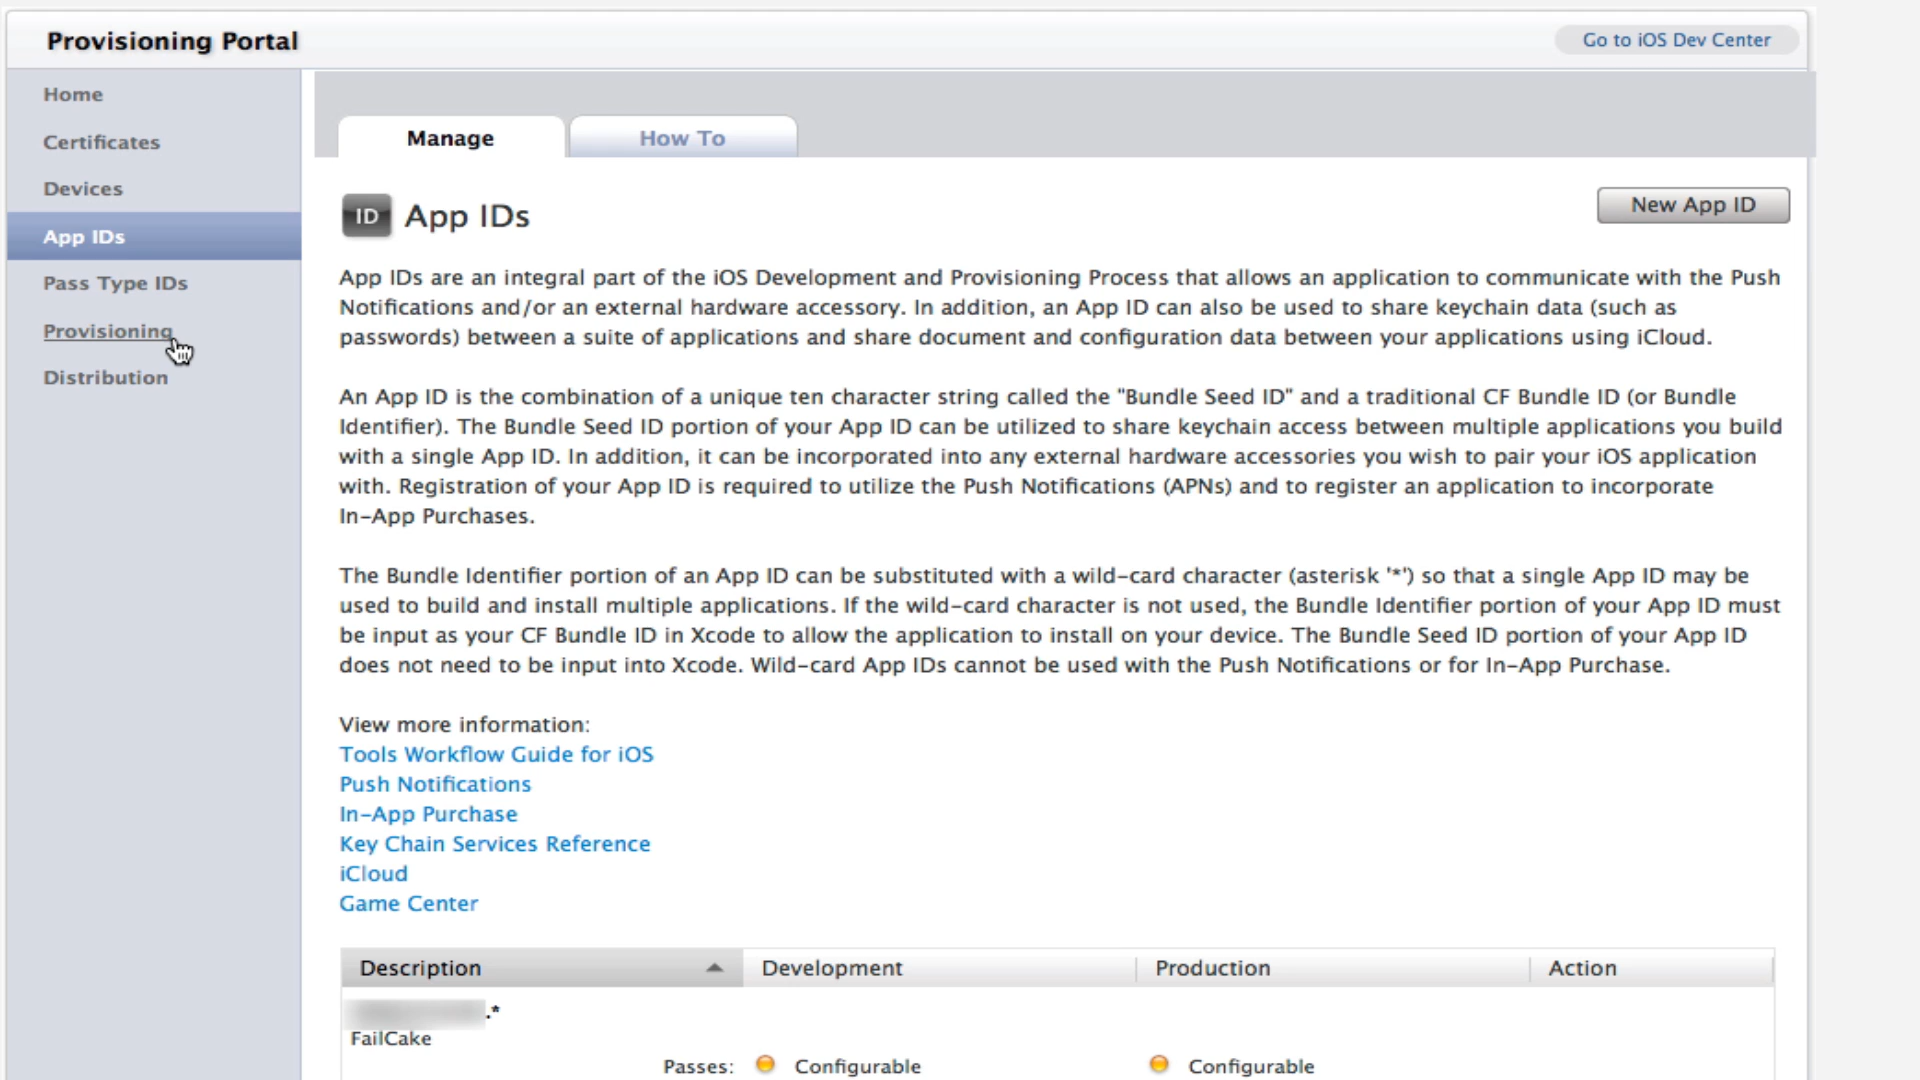 Provisioning Portal
Go to iOS Dev Center
Home
Certificates
Devices
App IDs
Pass Type IDs
Provisioning
Distribution
Manage
How To
ID
App IDs
New App ID
App IDs are an integral part of the iOS Development and Provisioning Process that allows an application to communicate with the Push
Notifications and/or an external hardware accessory. In addition, an App ID can also be used to share keychain data (such as
passwords) between a suite of applications and share document and configuration data between your applications using iCloud.
An App ID is the combination of a unique ten character string called the "Bundle Seed ID" and a traditional CF Bundle ID (or Bundle
Identifier). The Bundle Seed ID portion of your App ID can be utilized to share keychain access between multiple applications you build
with a single App ID. In addition, it can be incorporated into any external hardware accessories you wish to pair your iOS application
with. Registration of your App ID is required to utilize the Push Notifications (APNs) and to register an application to incorporate
In-App Purchases.
The Bundle Identifier portion of an App ID can be substituted with a wild-card character (asterisk '*') so that a single App ID may be
used to build and install multiple applications. If the wild-card character is not used, the Bundle Identifier portion of your App ID must
be input as your CF Bundle ID in Xcode to allow the application to install on your device. The Bundle Seed ID portion of your App ID
does not need to be input into Xcode. Wild-card App IDs cannot be used with the Push Notifications or for In-App Purchase.
View more information:
Tools Workflow Guide for iOS
Push Notifications
In-App Purchase
Key Chain Services Reference
iCloud
Game Center
Description Development Production Action
.*
FailCake
Passes: Configurable Configurable